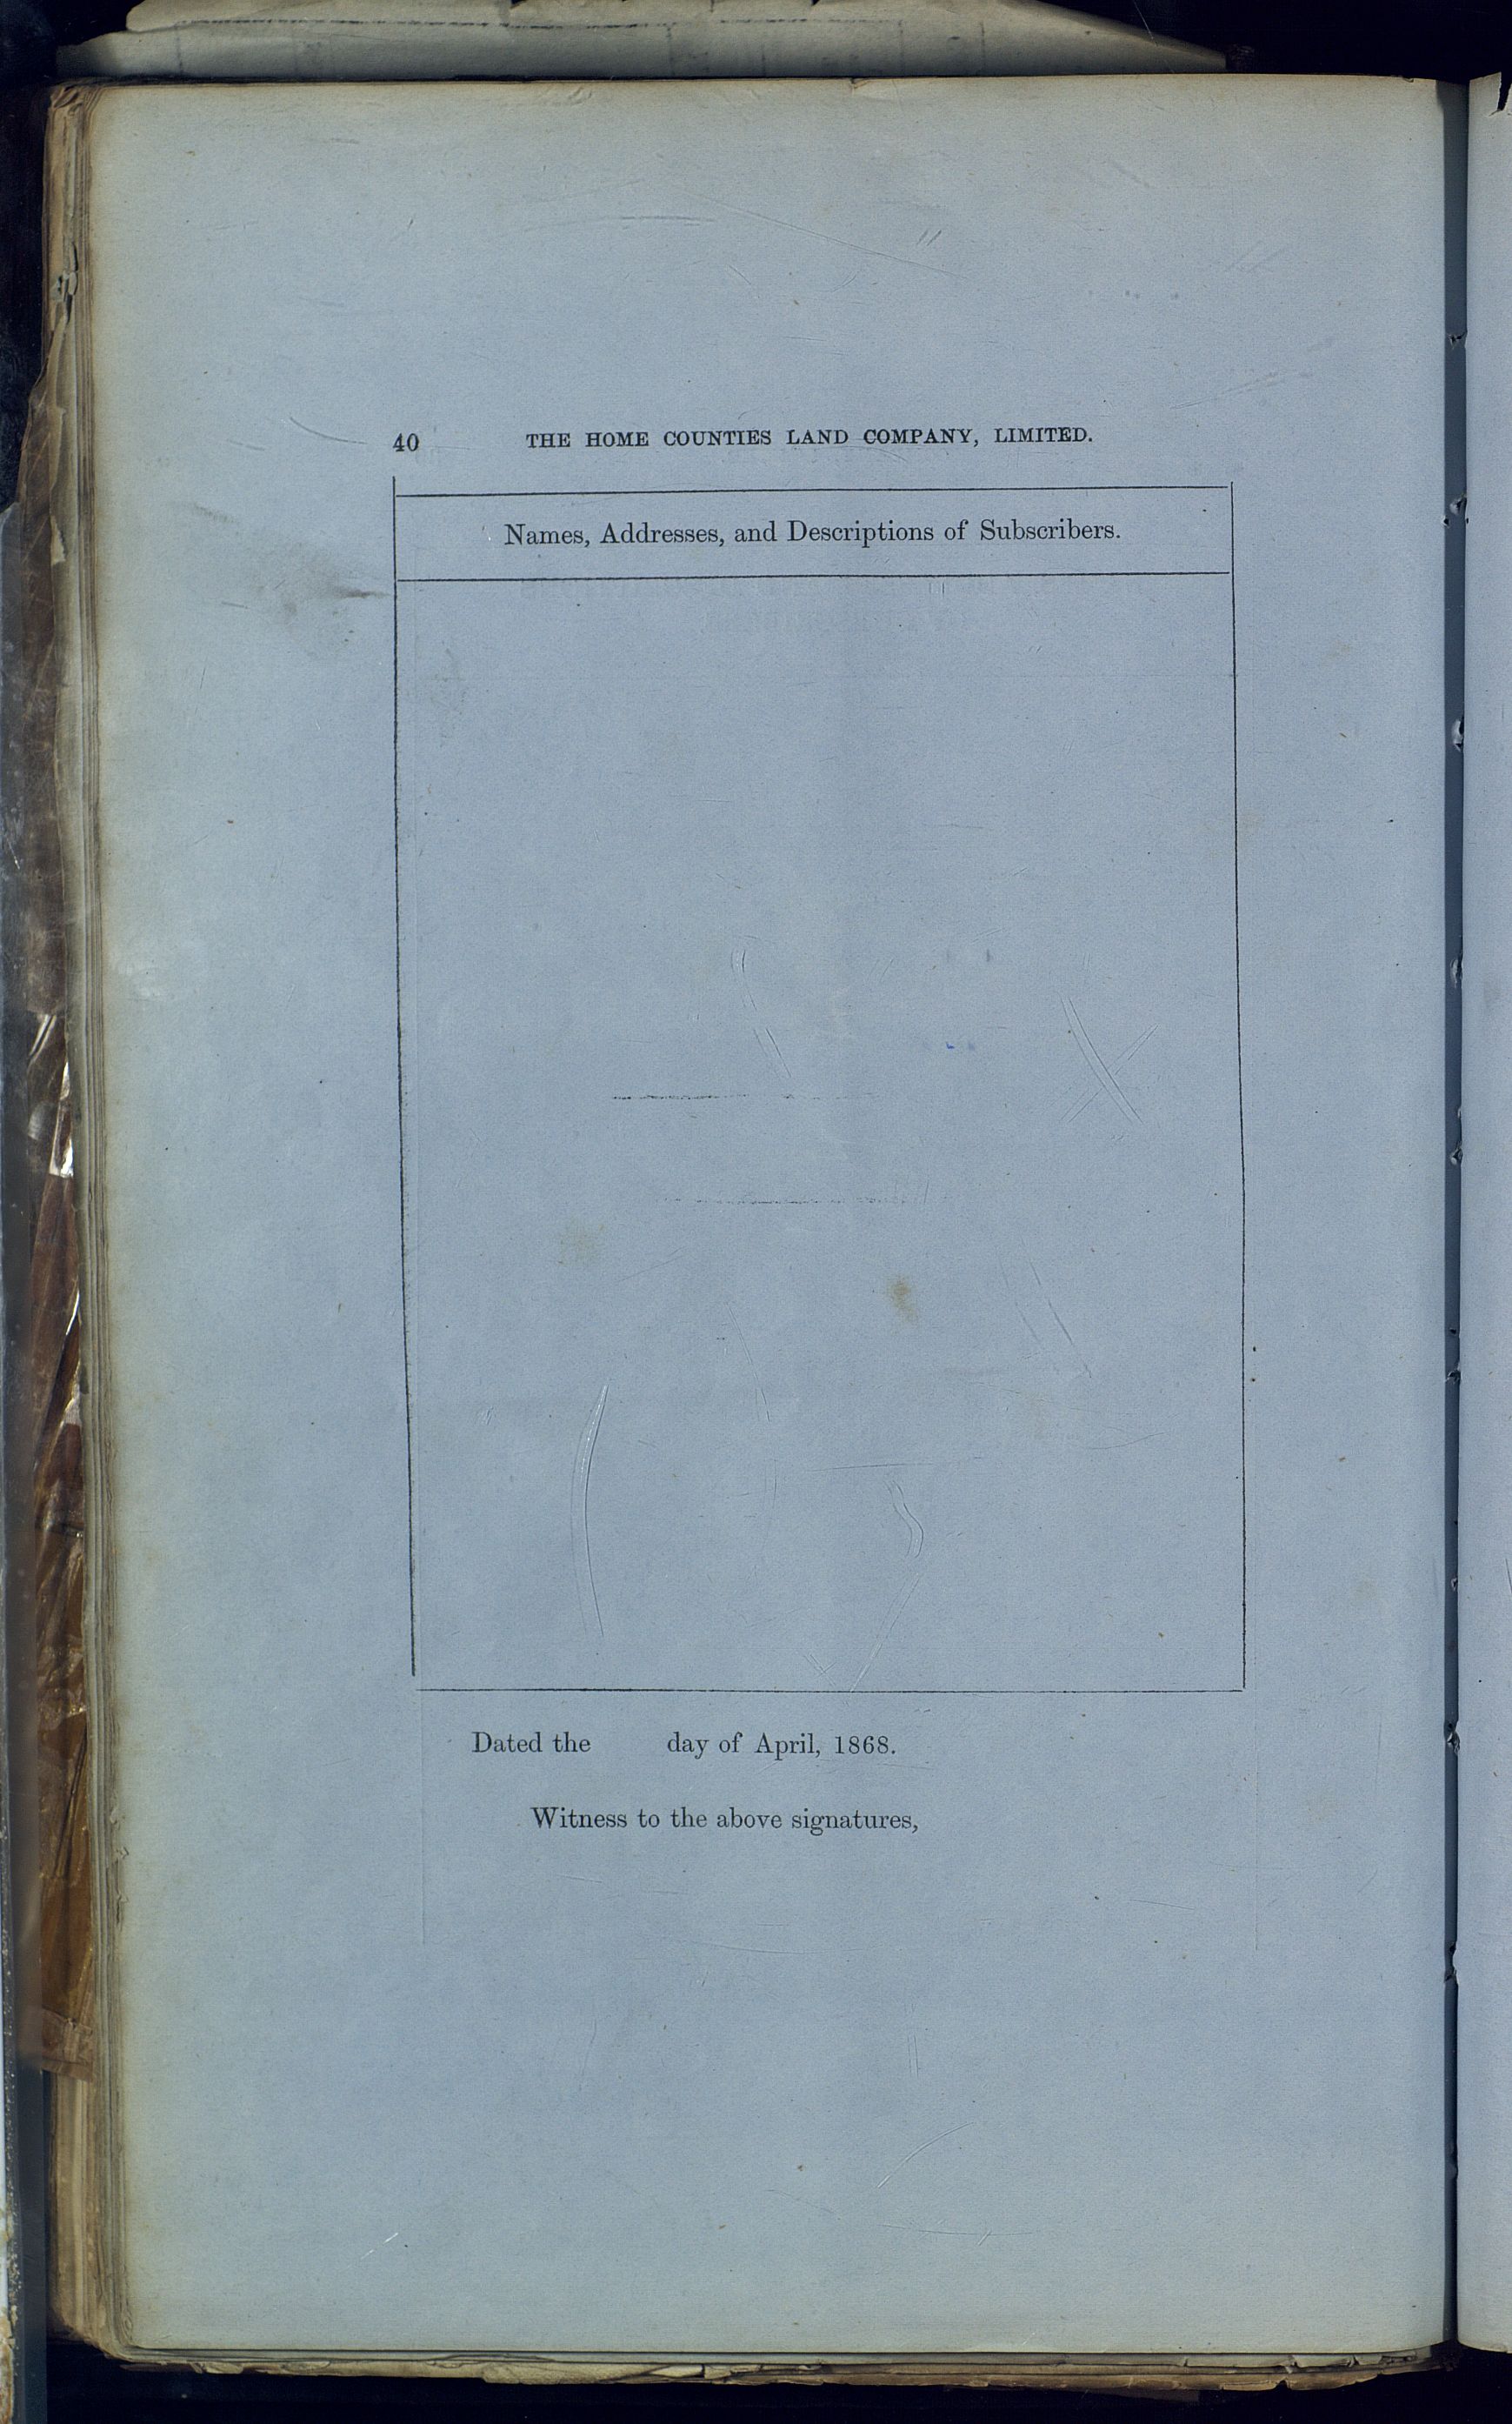 40 THE HOME COUNTIES LAND COMPANY, LIMITED.
Names, Addresses, and Descriptions of Subscribers.
Dated the day of April, 1868.
Witness to the above signatures,